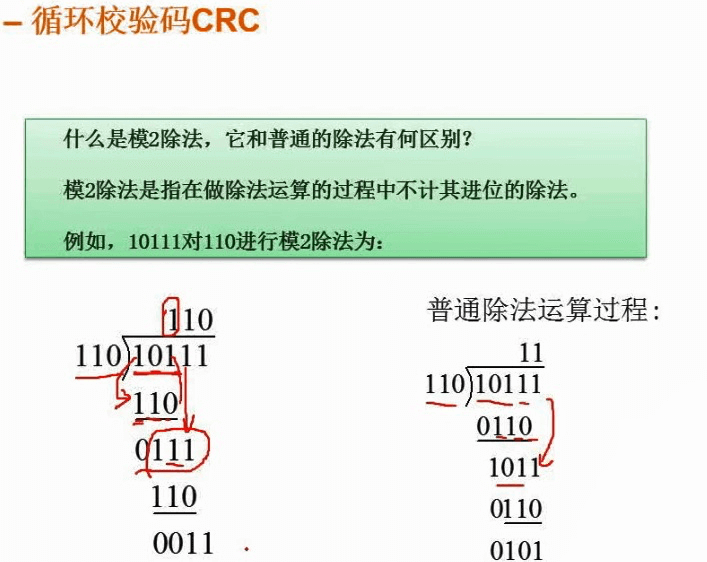 – 循环校验码CRC
什么是模2除法，它和普通的除法有何区别？
模2除法是指在做除法运算的过程中不计其进位的除法。
例如，10111对110进行模2除法为：
110
110)10111
110
0111
110
0011
普通除法运算过程:
11
110)10111
0110
1011
0110
0101